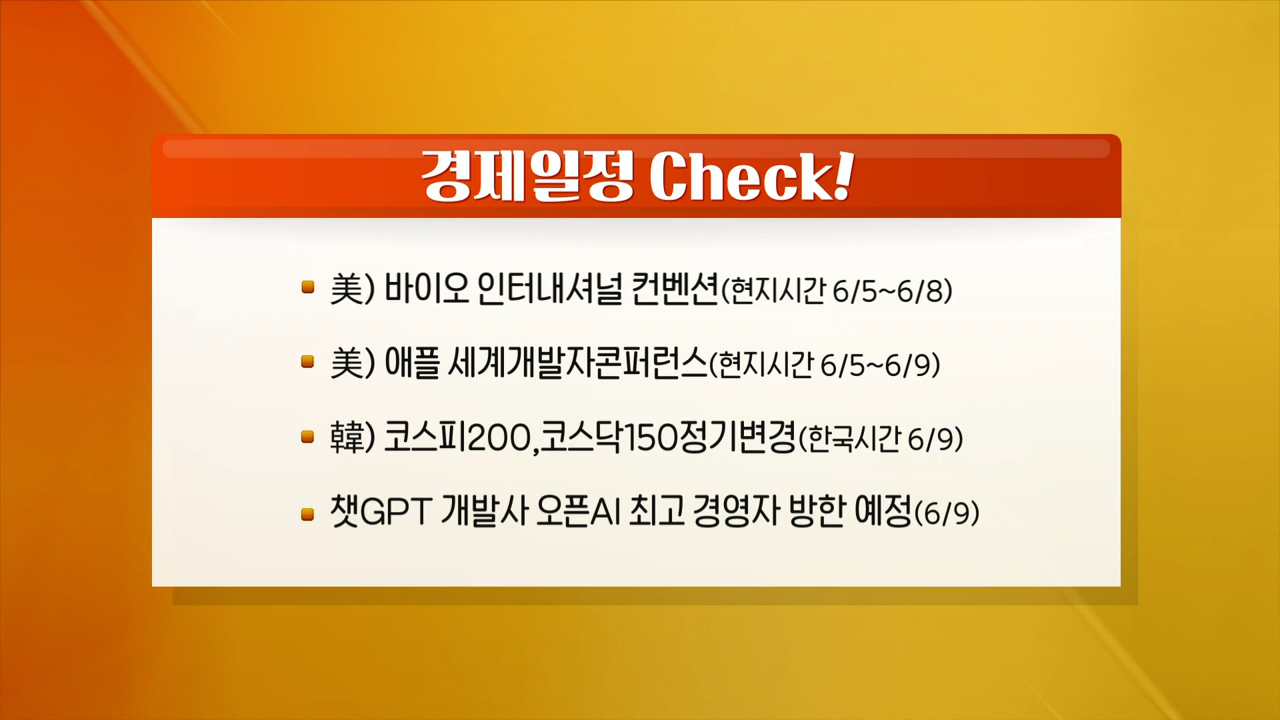 경제일정 Check!
美) 바이오 인터내셔널 컨벤션(현지시간 6/5~6/8)
美) 애플 세계개발자콘퍼런스(현지시간 6/5~6/9)
韓) 코스피200,코스닥150정기변경(한국시간 6/9)
챗GPT 개발사 오픈AI 최고 경영자 방한 예정(6/9)